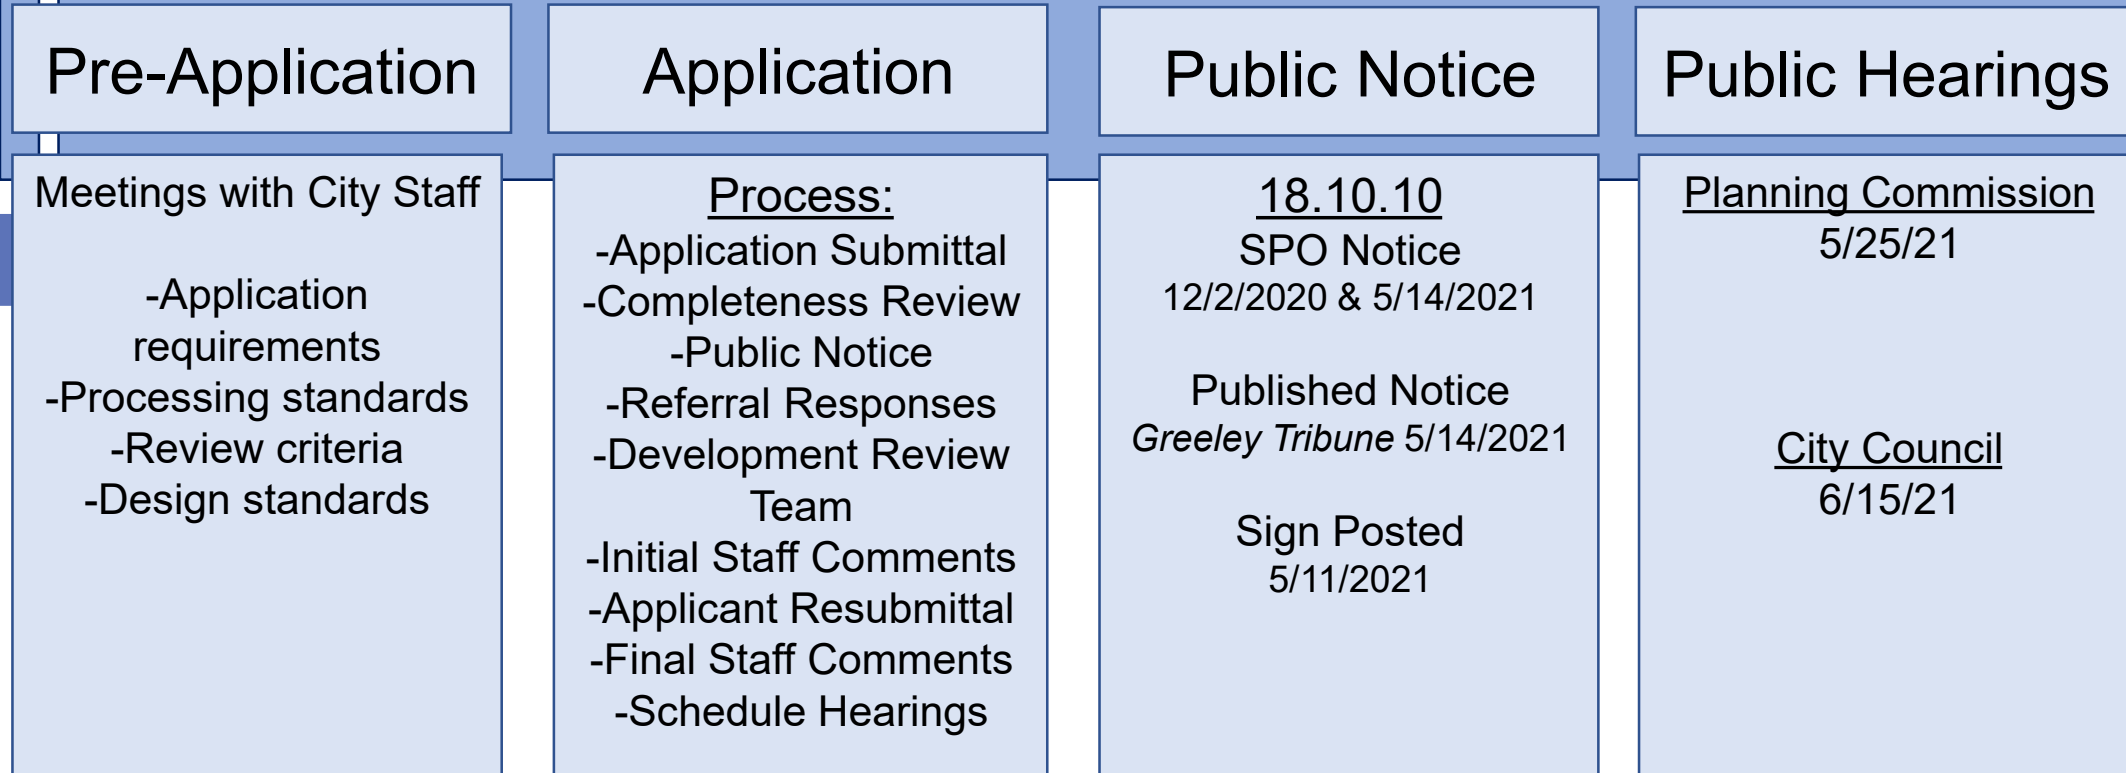 Pre-Application
Meetings with City Staff
-Application
requirements
-Processing standards
-Review criteria
-Design standards
Application
Process:
-Application Submittal
-Completeness Review
-Public Notice
-Referral Responses
-Development Review
Team
-Initial Staff Comments
-Applicant Resubmittal
-Final Staff Comments
-Schedule Hearings
Public Notice
18.10.10
SPO Notice
12/2/2020 & 5/14/2021
Published Notice
Greeley Tribune 5/14/2021
Sign Posted
5/11/2021
Public Hearings
Planning Commission
5/25/21
City Council
6/15/21